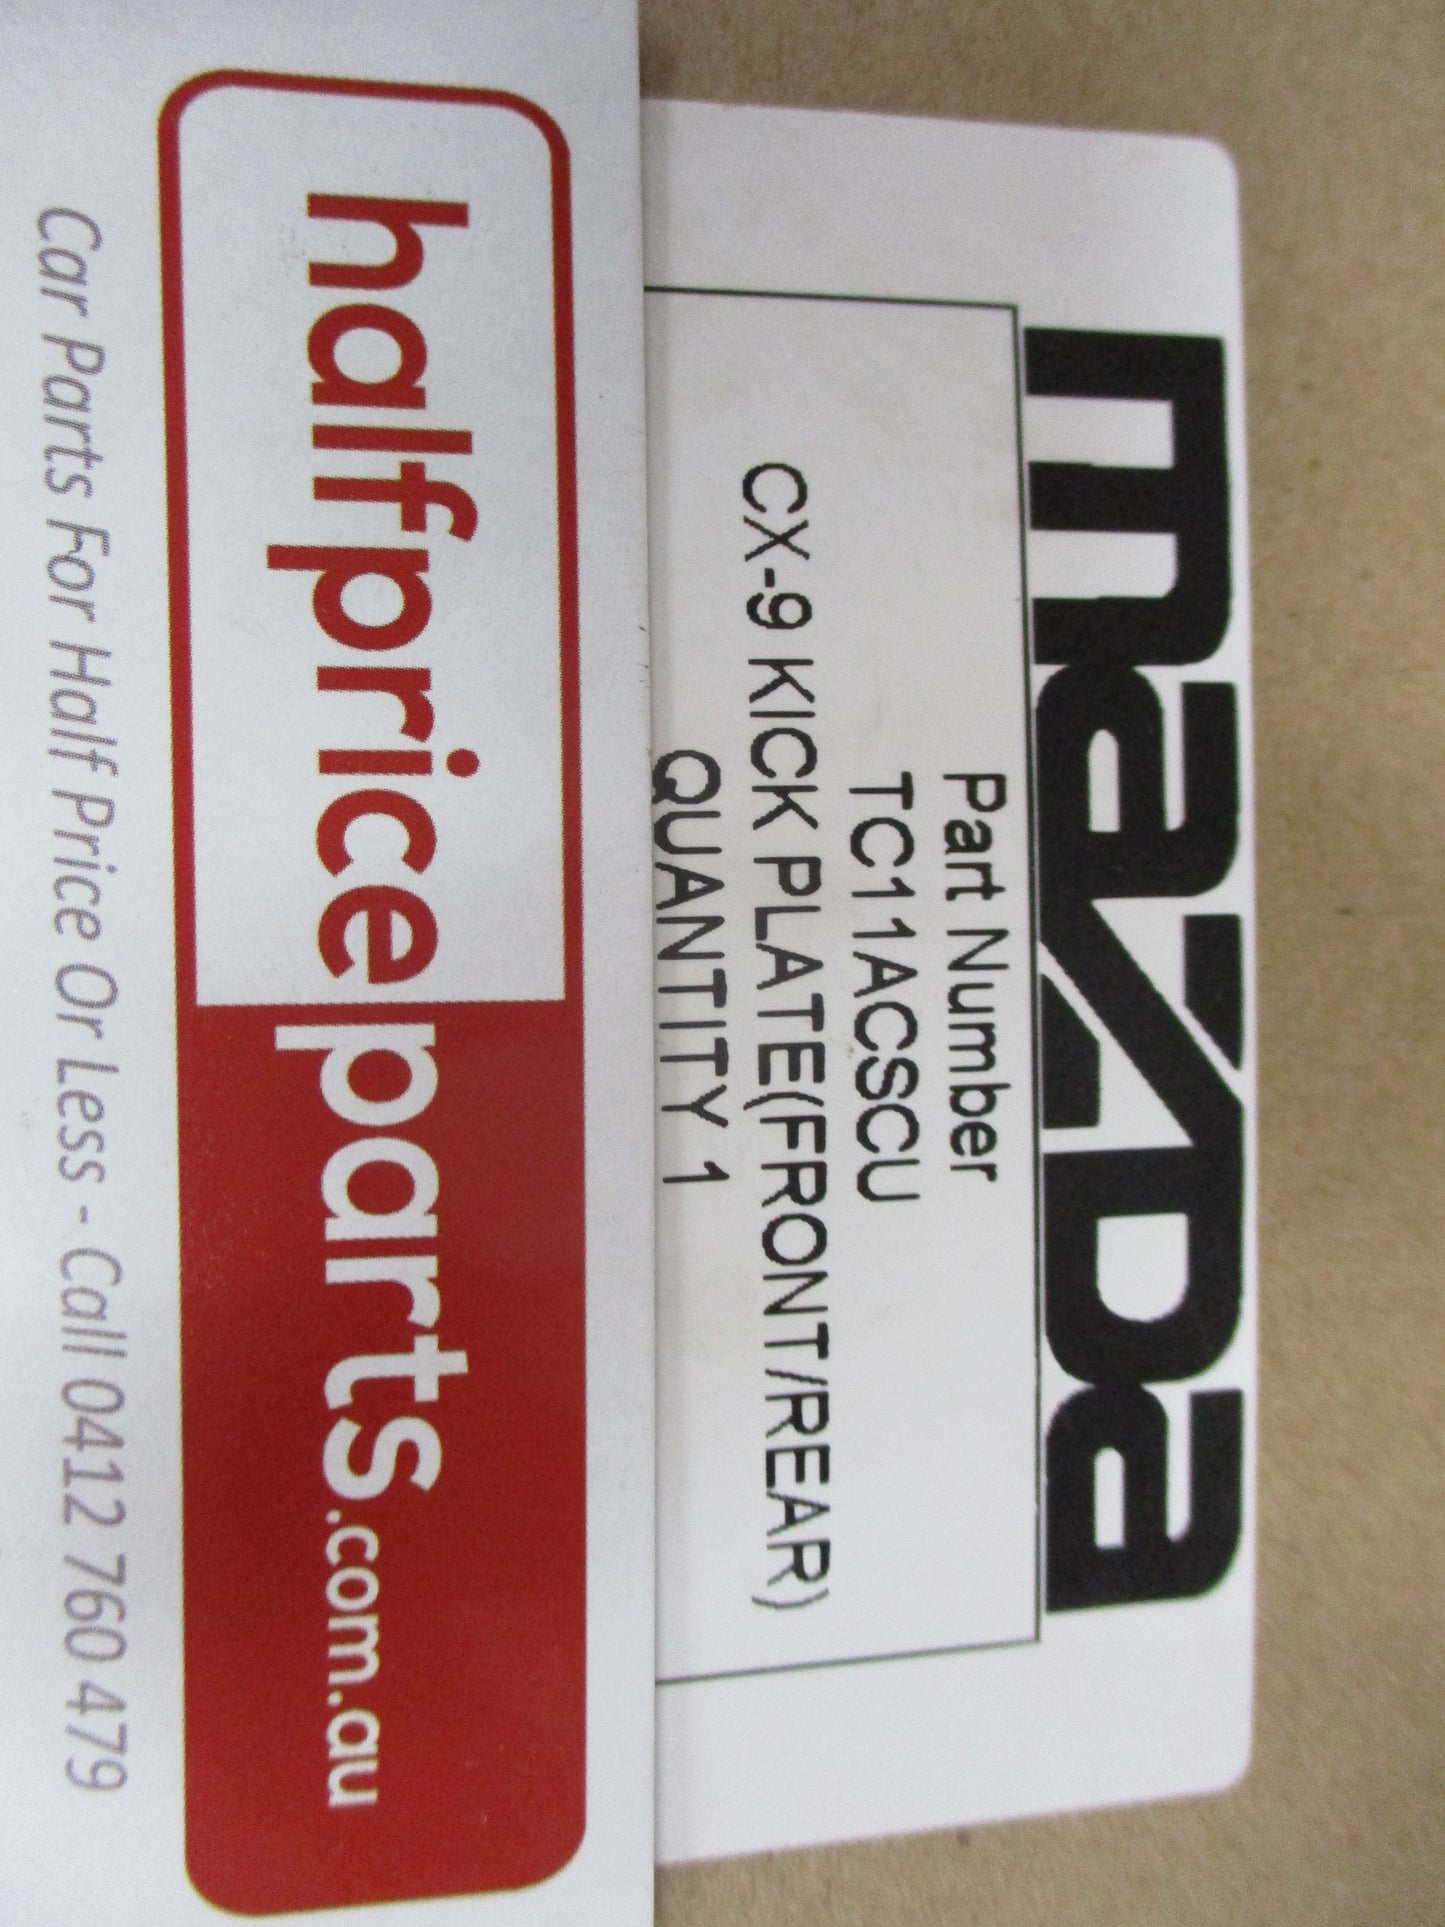 mazda
Part Number
TC11ACSCU
CX-9 KICK PLATE(FRONT/REAR)
QUANTITY 1
halfpriceparts.com.au
Car Parts For Half Price Or Less - Call 0412 760 479